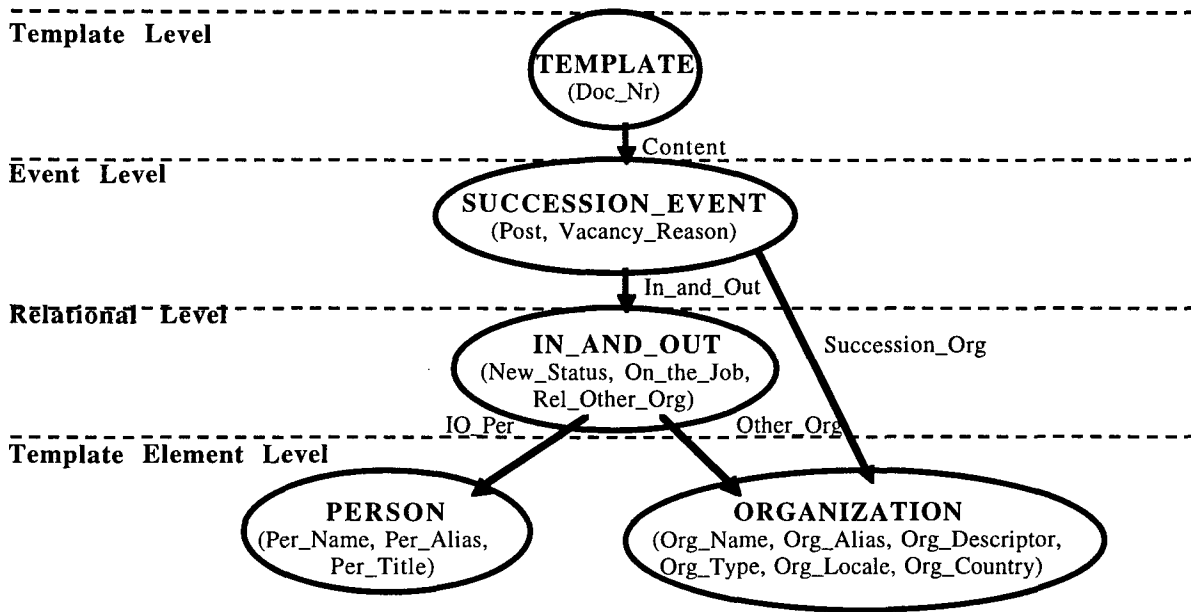 Template Level
TEMPLATE
(Doc_Nr)
Content
Event Level
SUCCESSION_EVENT
(Post, Vacancy_Reason)
In_and_Out
Relational Level
IN_AND_OUT
(New_Status, On_the_Job,
Rel_Other_Org)
Succession_Org
IO_Per
Other_Org
Template Element Level
PERSON
(Per_Name, Per_Alias,
Per_Title)
ORGANIZATION
(Org_Name, Org_Alias, Org_Descriptor,
Org_Type, Org_Locale, Org_Country)